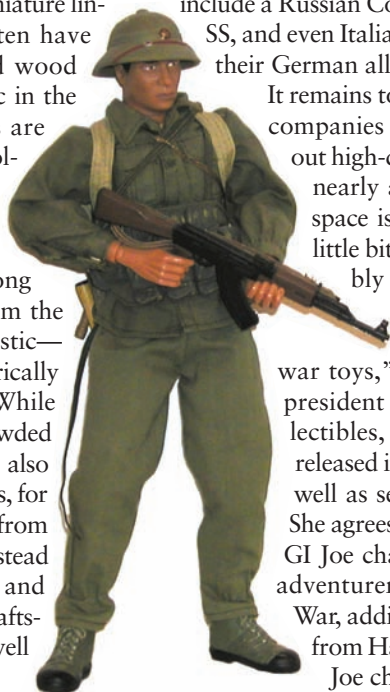 niature lin-
ten have
wood
in the
are
ol-
ong
m the
stic—
rically
While
wded
also
s, for
from
stead
and
afts-
include a Russian Co
SS, and even Italia
their German all
It remains to
companies
out high-
nearly a
space is
little bit
bly
war toys,”
president
lectibles,
released i
well as se
She agrees
GI Joe cha
adventurer
War, addi
from H
Joe ch